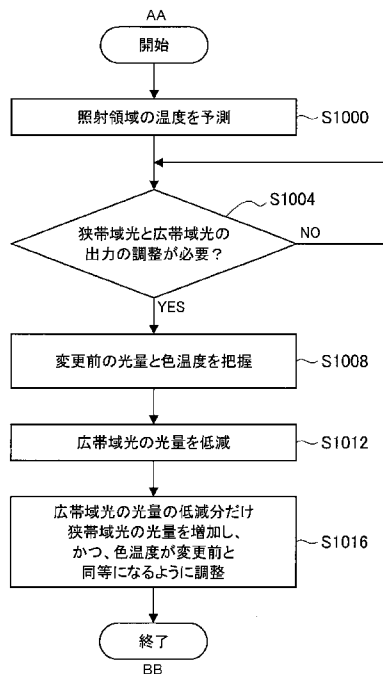 AA
開始
照射領域の温度を予測
S1000
S1004
狭帯域光と広帯域光の
出力の調整が必要?
NO
YES
変更前の光量と色温度を把握
S1008
広帯域光の光量を低減
S1012
広帯域光の光量の低減分だけ
狭帯域光の光量を増加し、
かつ、色温度が変更前と
同等になるように調整
S1016
終了
BB